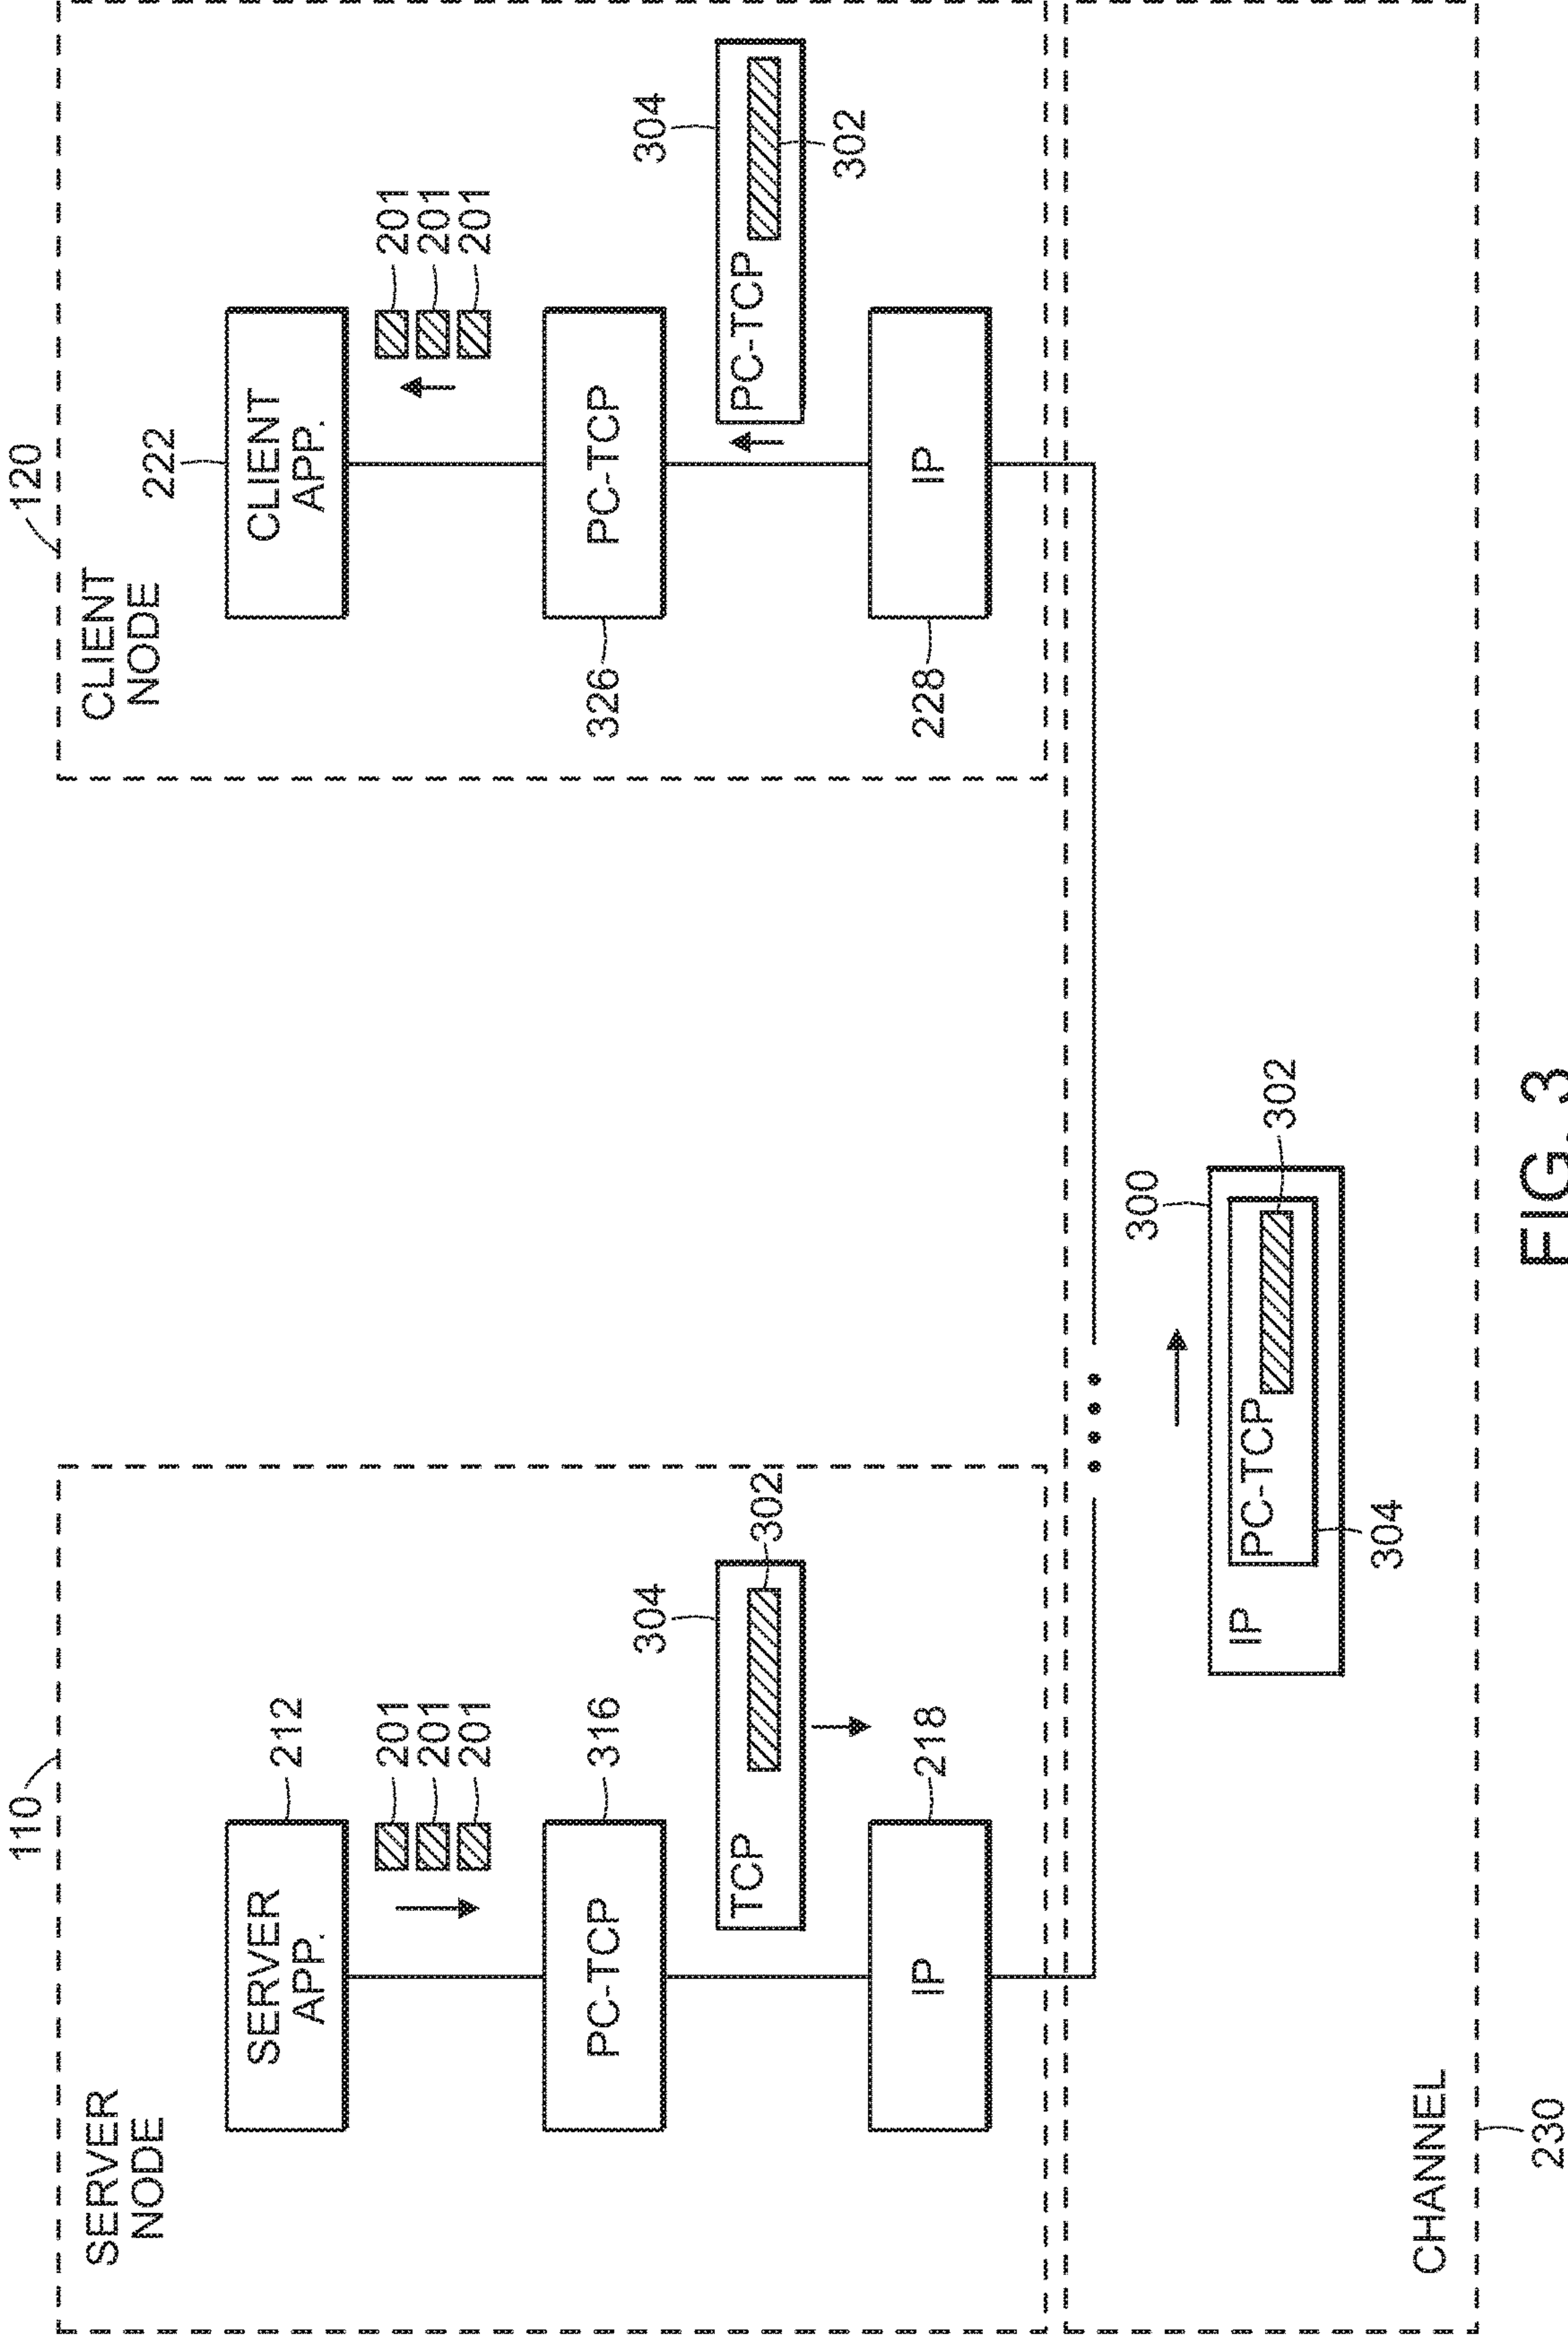 110
120
SERVER
NODE
SERVER
APP.
212
201
201
201
PC-TCP
316
304
TCP
302
IP
218
CLIENT
NODE
222
CLIENT
APP.
201
201
201
326
PC-TCP
304
PC-TCP
302
228
IP
300
302
IP
PC-TCP
304
CHANNEL
230
FIG. 3